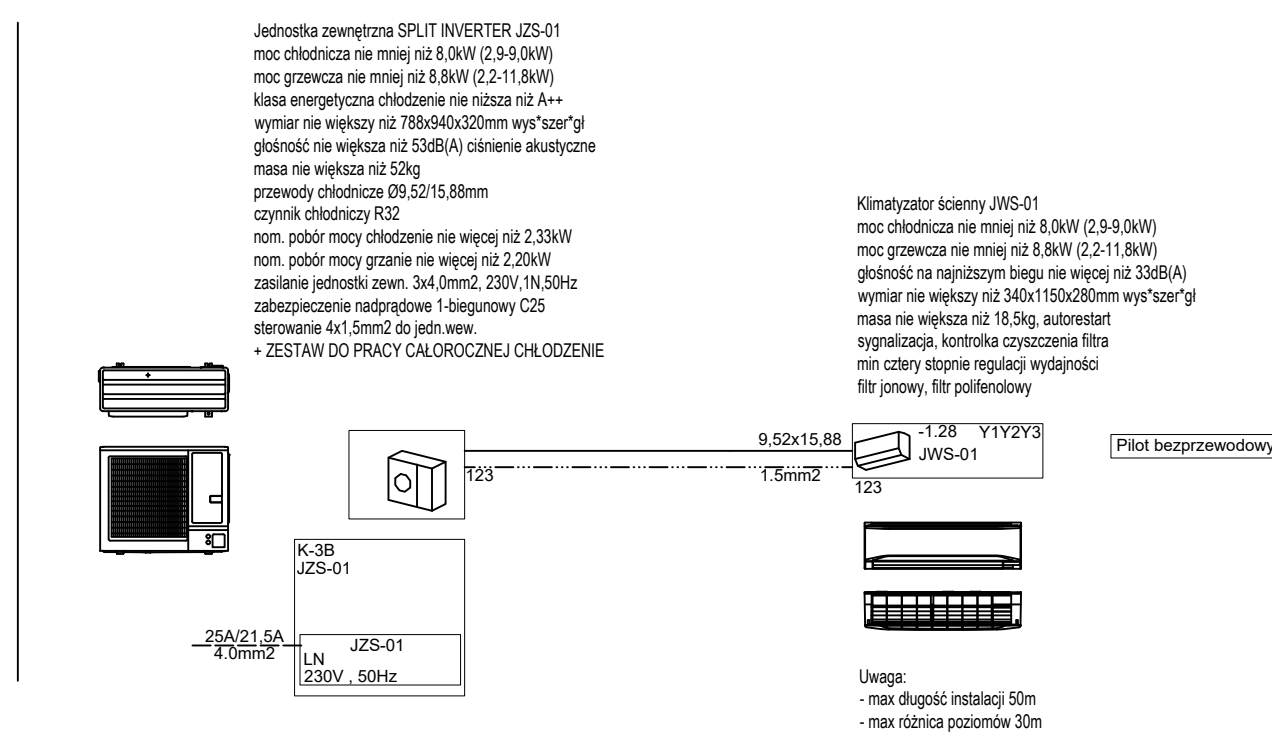 Jednostka zewnętrzna SPLIT INVERTER JZS-01
moc chłodnicza nie mniej niż 8,0kW (2,9-9,0kW)
moc grzewcza nie mniej niż 8,8kW (2,2-11,8kW)
klasa energetyczna chłodzenie nie niższa niż A++
wymiar nie większy niż 788x940x320mm wys*szer*gł
głośność nie większa niż 53dB(A) ciśnienie akustyczne
masa nie większa niż 52kg
przewody chłodnicze Ø9,52/15,88mm
czynnik chłodniczy R32
nom. pobór mocy chłodzenie nie więcej niż 2,33kW
nom. pobór mocy grzanie nie więcej niż 2,20kW
zasilanie jednostki zewn. 3x4,0mm2, 230V,1N,50Hz
zabezpieczenie nadprądowe 1-biegunowy C25
sterowanie 4x1,5mm2 do jedn.wew.
+ ZESTAW DO PRACY CAŁOROCZNEJ CHŁODZENIE
Klimatyzator ścienny JWS-01
moc chłodnicza nie mniej niż 8,0kW (2,9-9,0kW)
moc grzewcza nie mniej niż 8,8kW (2,2-11,8kW)
głośność na najniższym biegu nie więcej niż 33dB(A)
wymiar nie większy niż 340x1150x280mm wys*szer*gł
masa nie większa niż 18,5kg, autorestart
sygnalizacja, kontrolka czyszczenia filtra
min cztery stopnie regulacji wydajności
filtr jonowy, filtr polifenolowy
9,52x15,88
-1.28 Y1Y2Y3
JWS-01
Pilot bezprzewodowy
123
1.5mm2
123
K-3B
JZS-01
25A/21,5A
4.0mm2
JZS-01
LN
230V , 50Hz
Uwaga:
- max długość instalacji 50m
- max różnica poziomów 30m